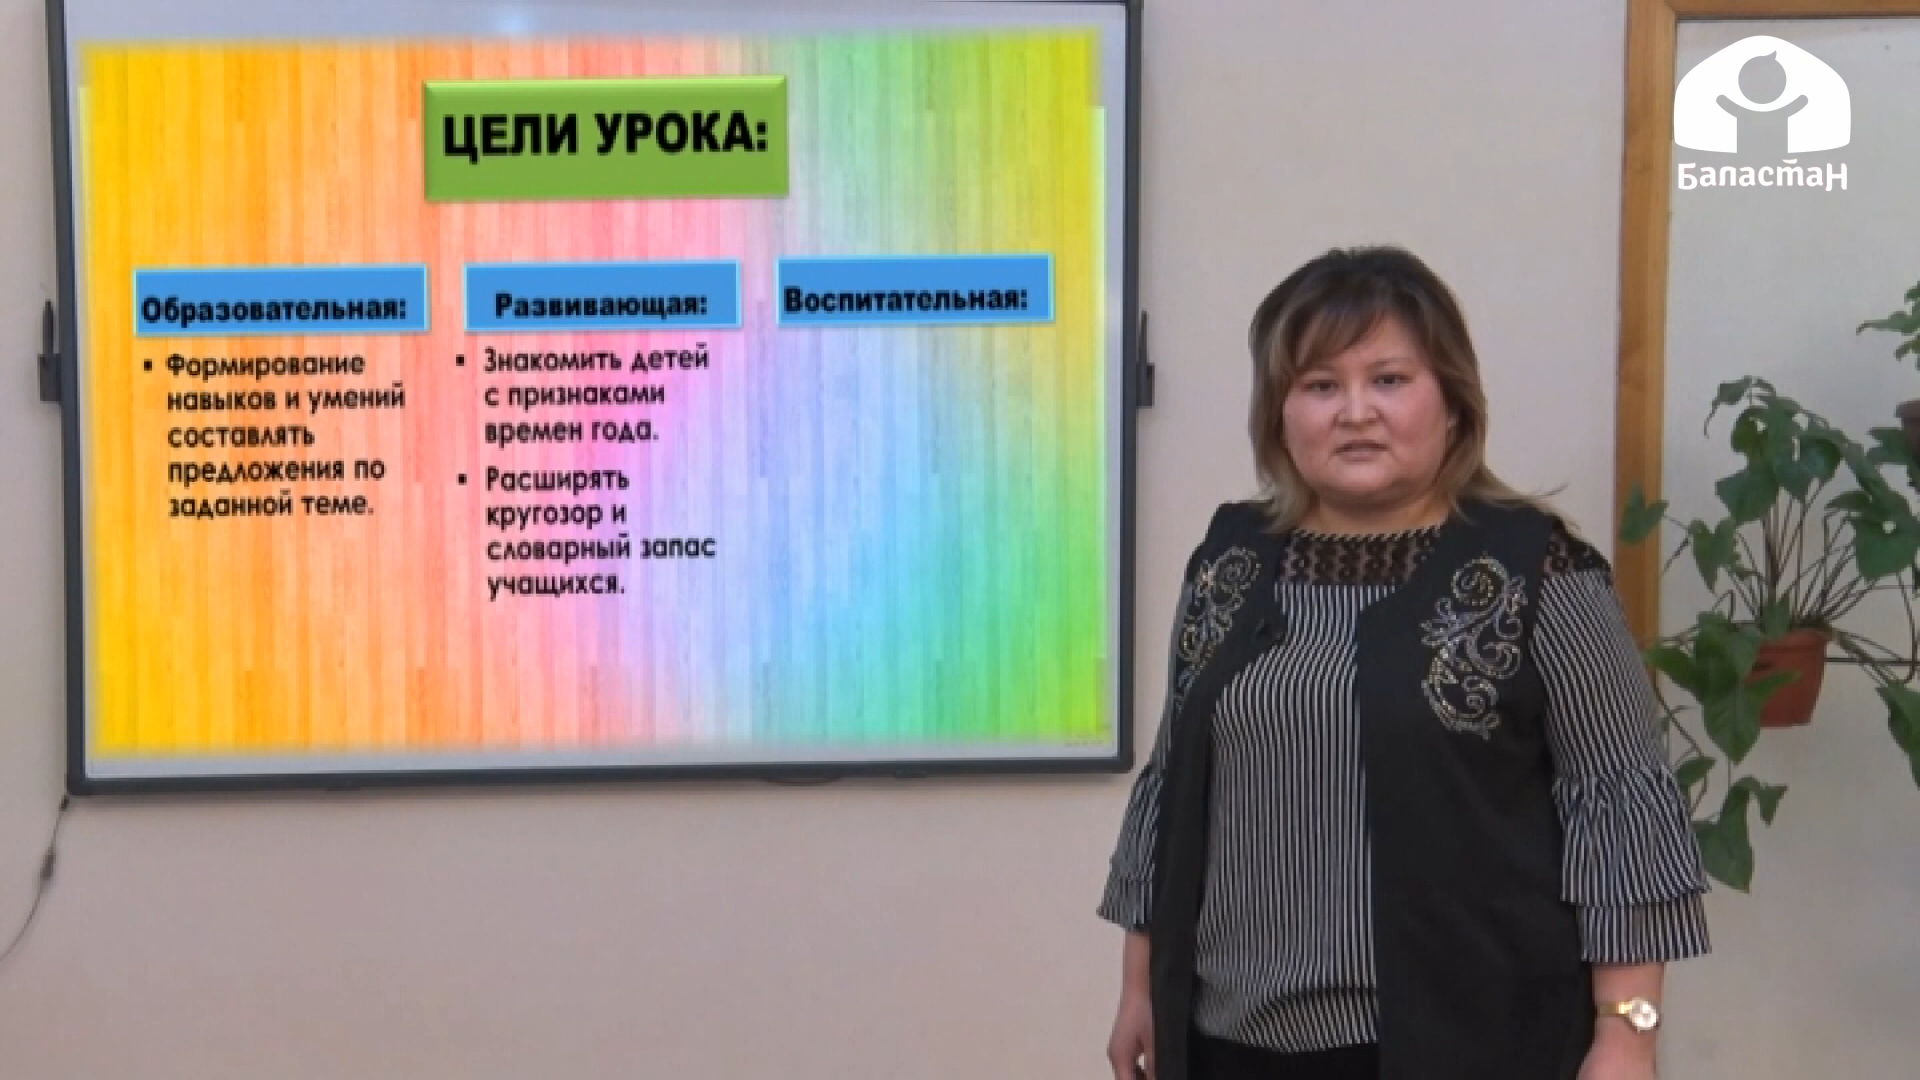 ЦЕЛИ УРОКА:
Образовательная:
▪ Формирование
навыков и умений
составлять
предложения по
заданной теме.
Развивающая:
▪ Знакомить детей
с признаками
времен года.
▪ Расширять
кругозор и
словарный запас
учащихся.
Воспитательная:
Баластан